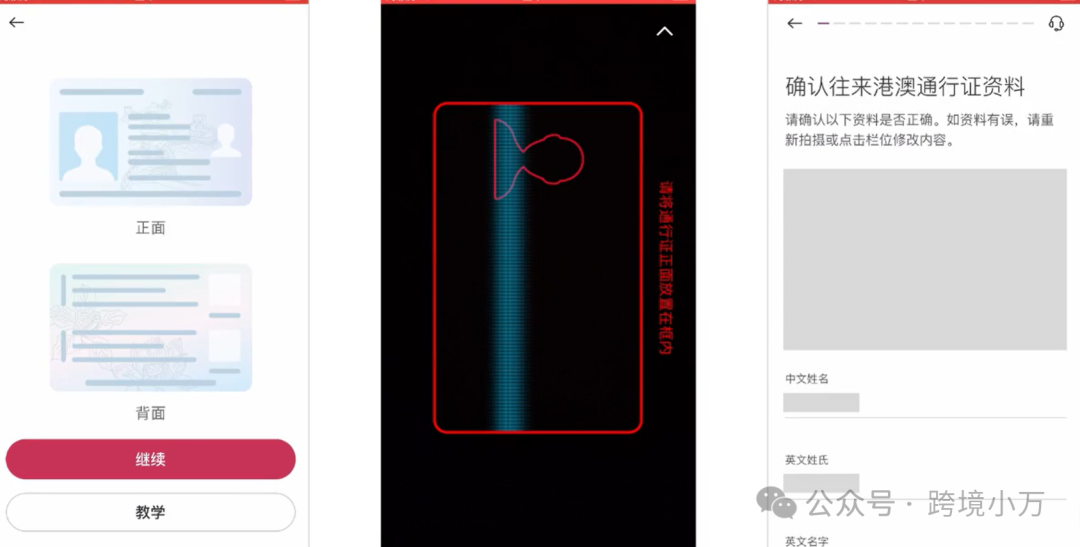 正面
背面
继续
教学
请将通行证正面放置在框内
确认往来港澳通行证资料
请确认以下资料是否正确。如资料有误，请重
新拍摄或点击栏位修改内容。
中文姓名
英文姓氏
英文名字
公众号 · 跨境小万